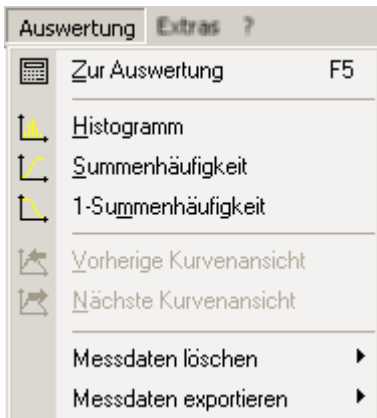 Auswertung Extras ?
Zur Auswertung F5
Histogramm
Summenhäufigkeit
1-Summenhäufigkeit
Vorherige Kurvenansicht
Nächste Kurvenansicht
Messdaten löschen
Messdaten exportieren